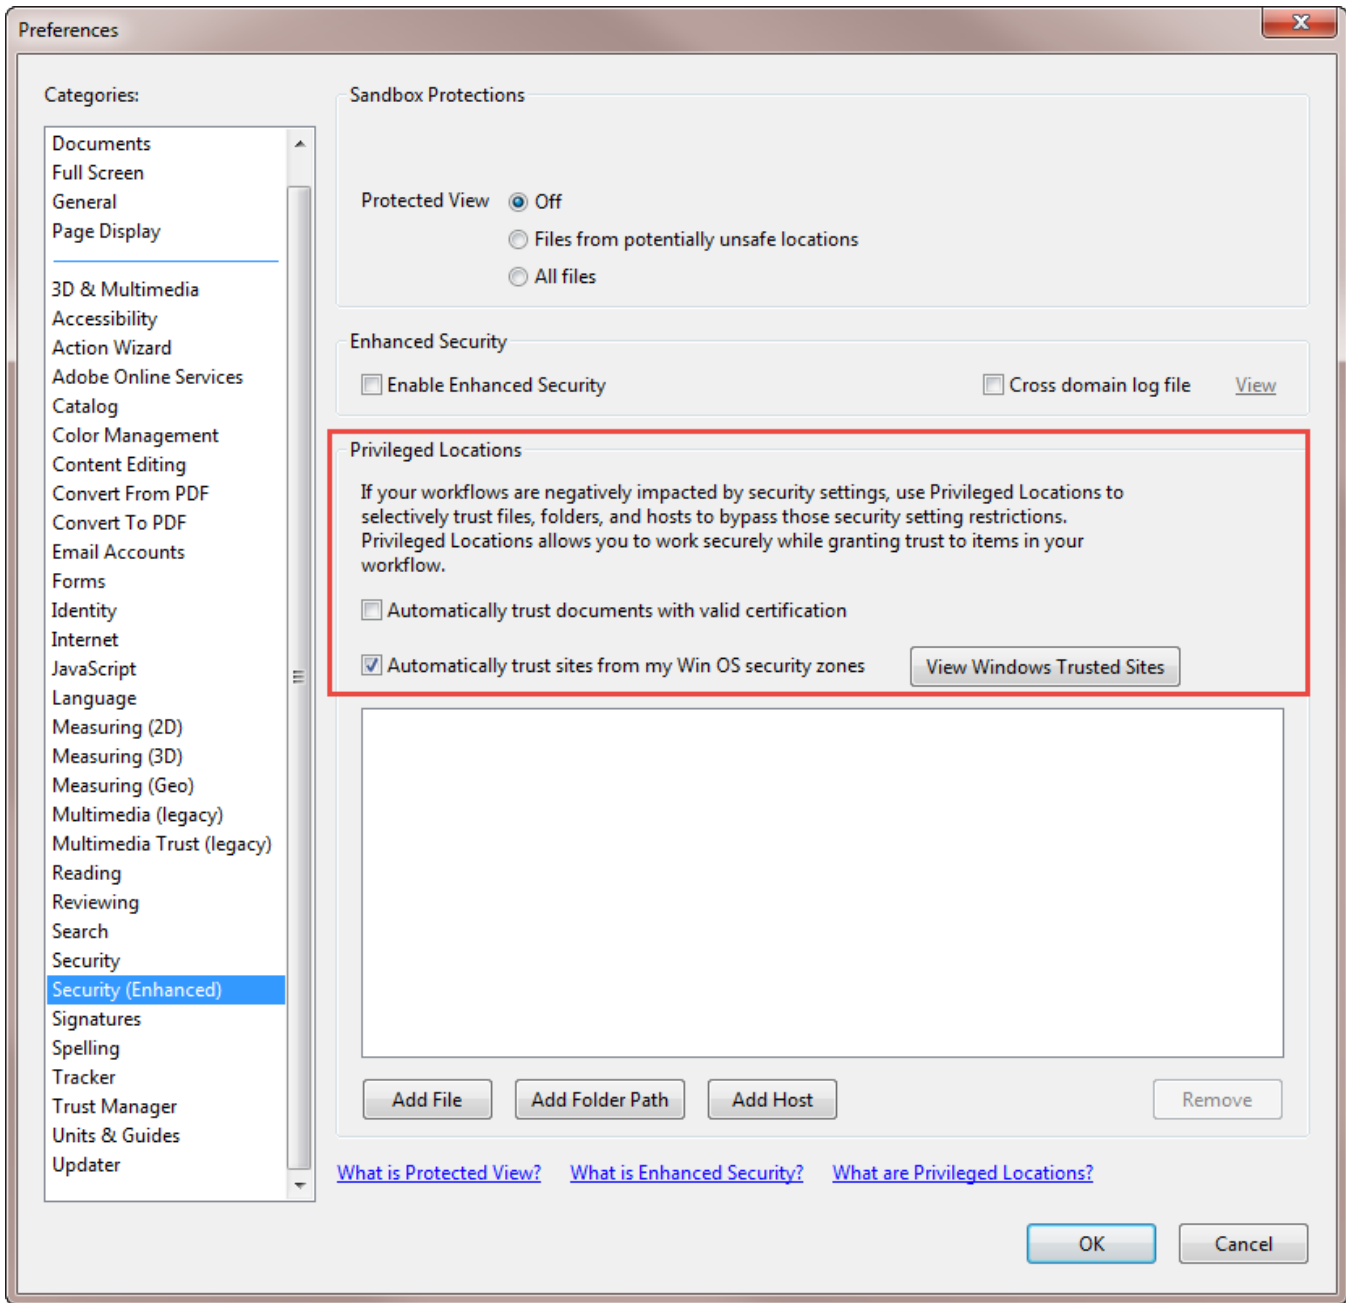 Preferences
Categories:
Documents
Full Screen
General
Page Display
3D & Multimedia
Accessibility
Action Wizard
Adobe Online Services
Catalog
Color Management
Content Editing
Convert From PDF
Convert To PDF
Email Accounts
Forms
Identity
Internet
JavaScript
Language
Measuring (2D)
Measuring (3D)
Measuring (Geo)
Multimedia (legacy)
Multimedia Trust (legacy)
Reading
Reviewing
Search
Security
Security (Enhanced)
Signatures
Spelling
Tracker
Trust Manager
Units & Guides
Updater
Sandbox Protections
Protected View
Off
Files from potentially unsafe locations
All files
Enhanced Security
Enable Enhanced Security
Cross domain log file
View
Privileged Locations
If your workflows are negatively impacted by security settings, use Privileged Locations to
selectively trust files, folders, and hosts to bypass those security setting restrictions.
Privileged Locations allows you to work securely while granting trust to items in your
workflow.
Automatically trust documents with valid certification
Automatically trust sites from my Win OS security zones
View Windows Trusted Sites
Add File
Add Folder Path
Add Host
Remove
What is Protected View?
What is Enhanced Security?
What are Privileged Locations?
OK
Cancel